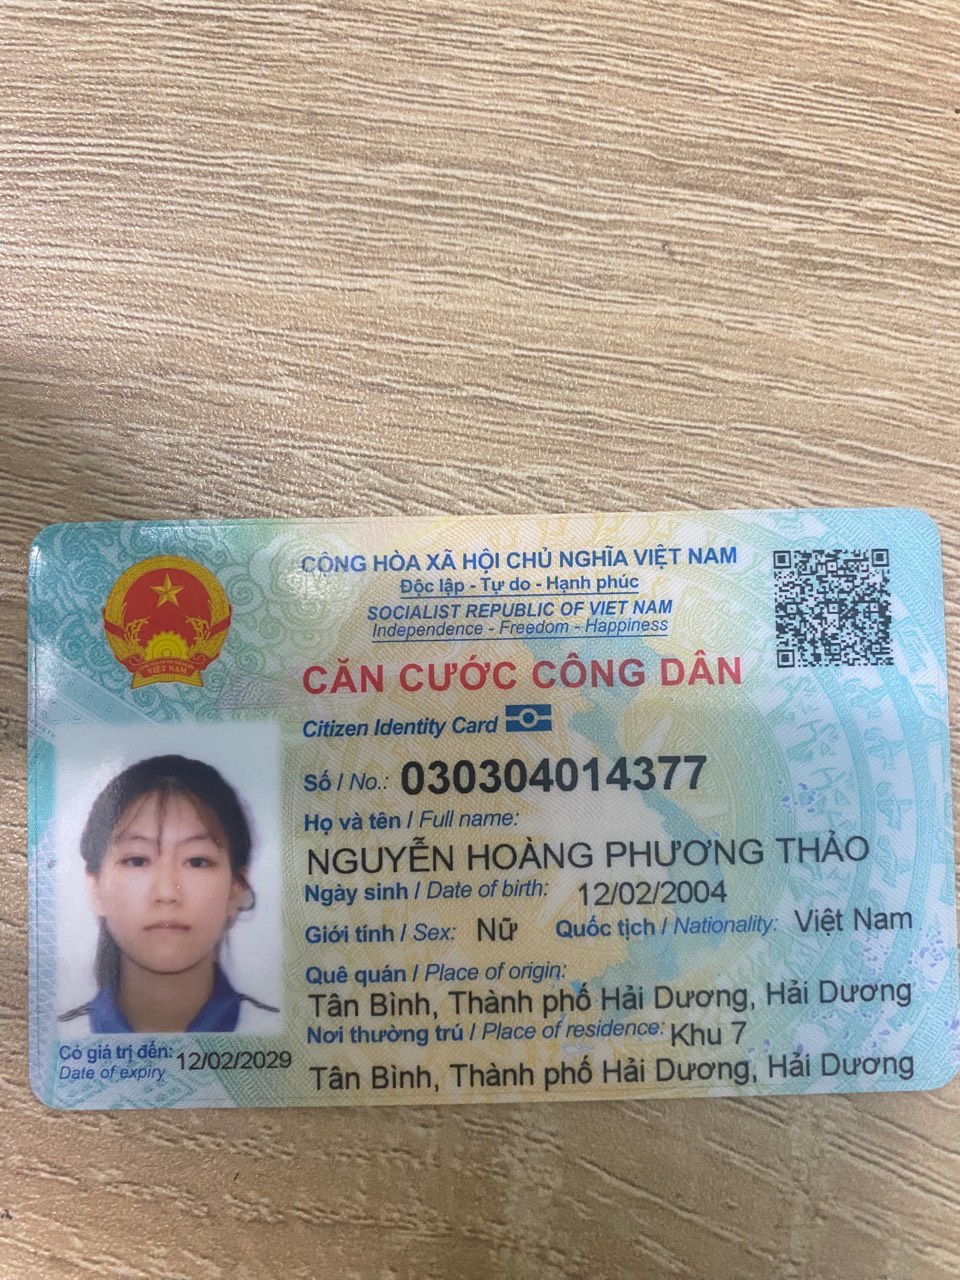 CỘNG HÒA XÃ HỘI CHỦ NGHĨA VIỆT NAM
Độc lập - Tự do - Hạnh phúc
SOCIALIST REPUBLIC OF VIET NAM
Independence - Freedom - Happiness
CĂN CƯỚC CÔNG DÂN
Citizen Identity Card
Số / No.: 030304014377
Họ và tên / Full name:
NGUYỄN HOÀNG PHƯƠNG THẢO
Ngày sinh / Date of birth: 12/02/2004
Giới tính / Sex: Nữ Quốc tịch / Nationality: Việt Nam
Quê quán / Place of origin:
Tân Bình, Thành phố Hải Dương, Hải Dương
Nơi thường trú / Place of residence: Khu 7
Tân Bình, Thành phố Hải Dương, Hải Dương
Có giá trị đến: 12/02/2029
Date of expiry
VIỆT NAM